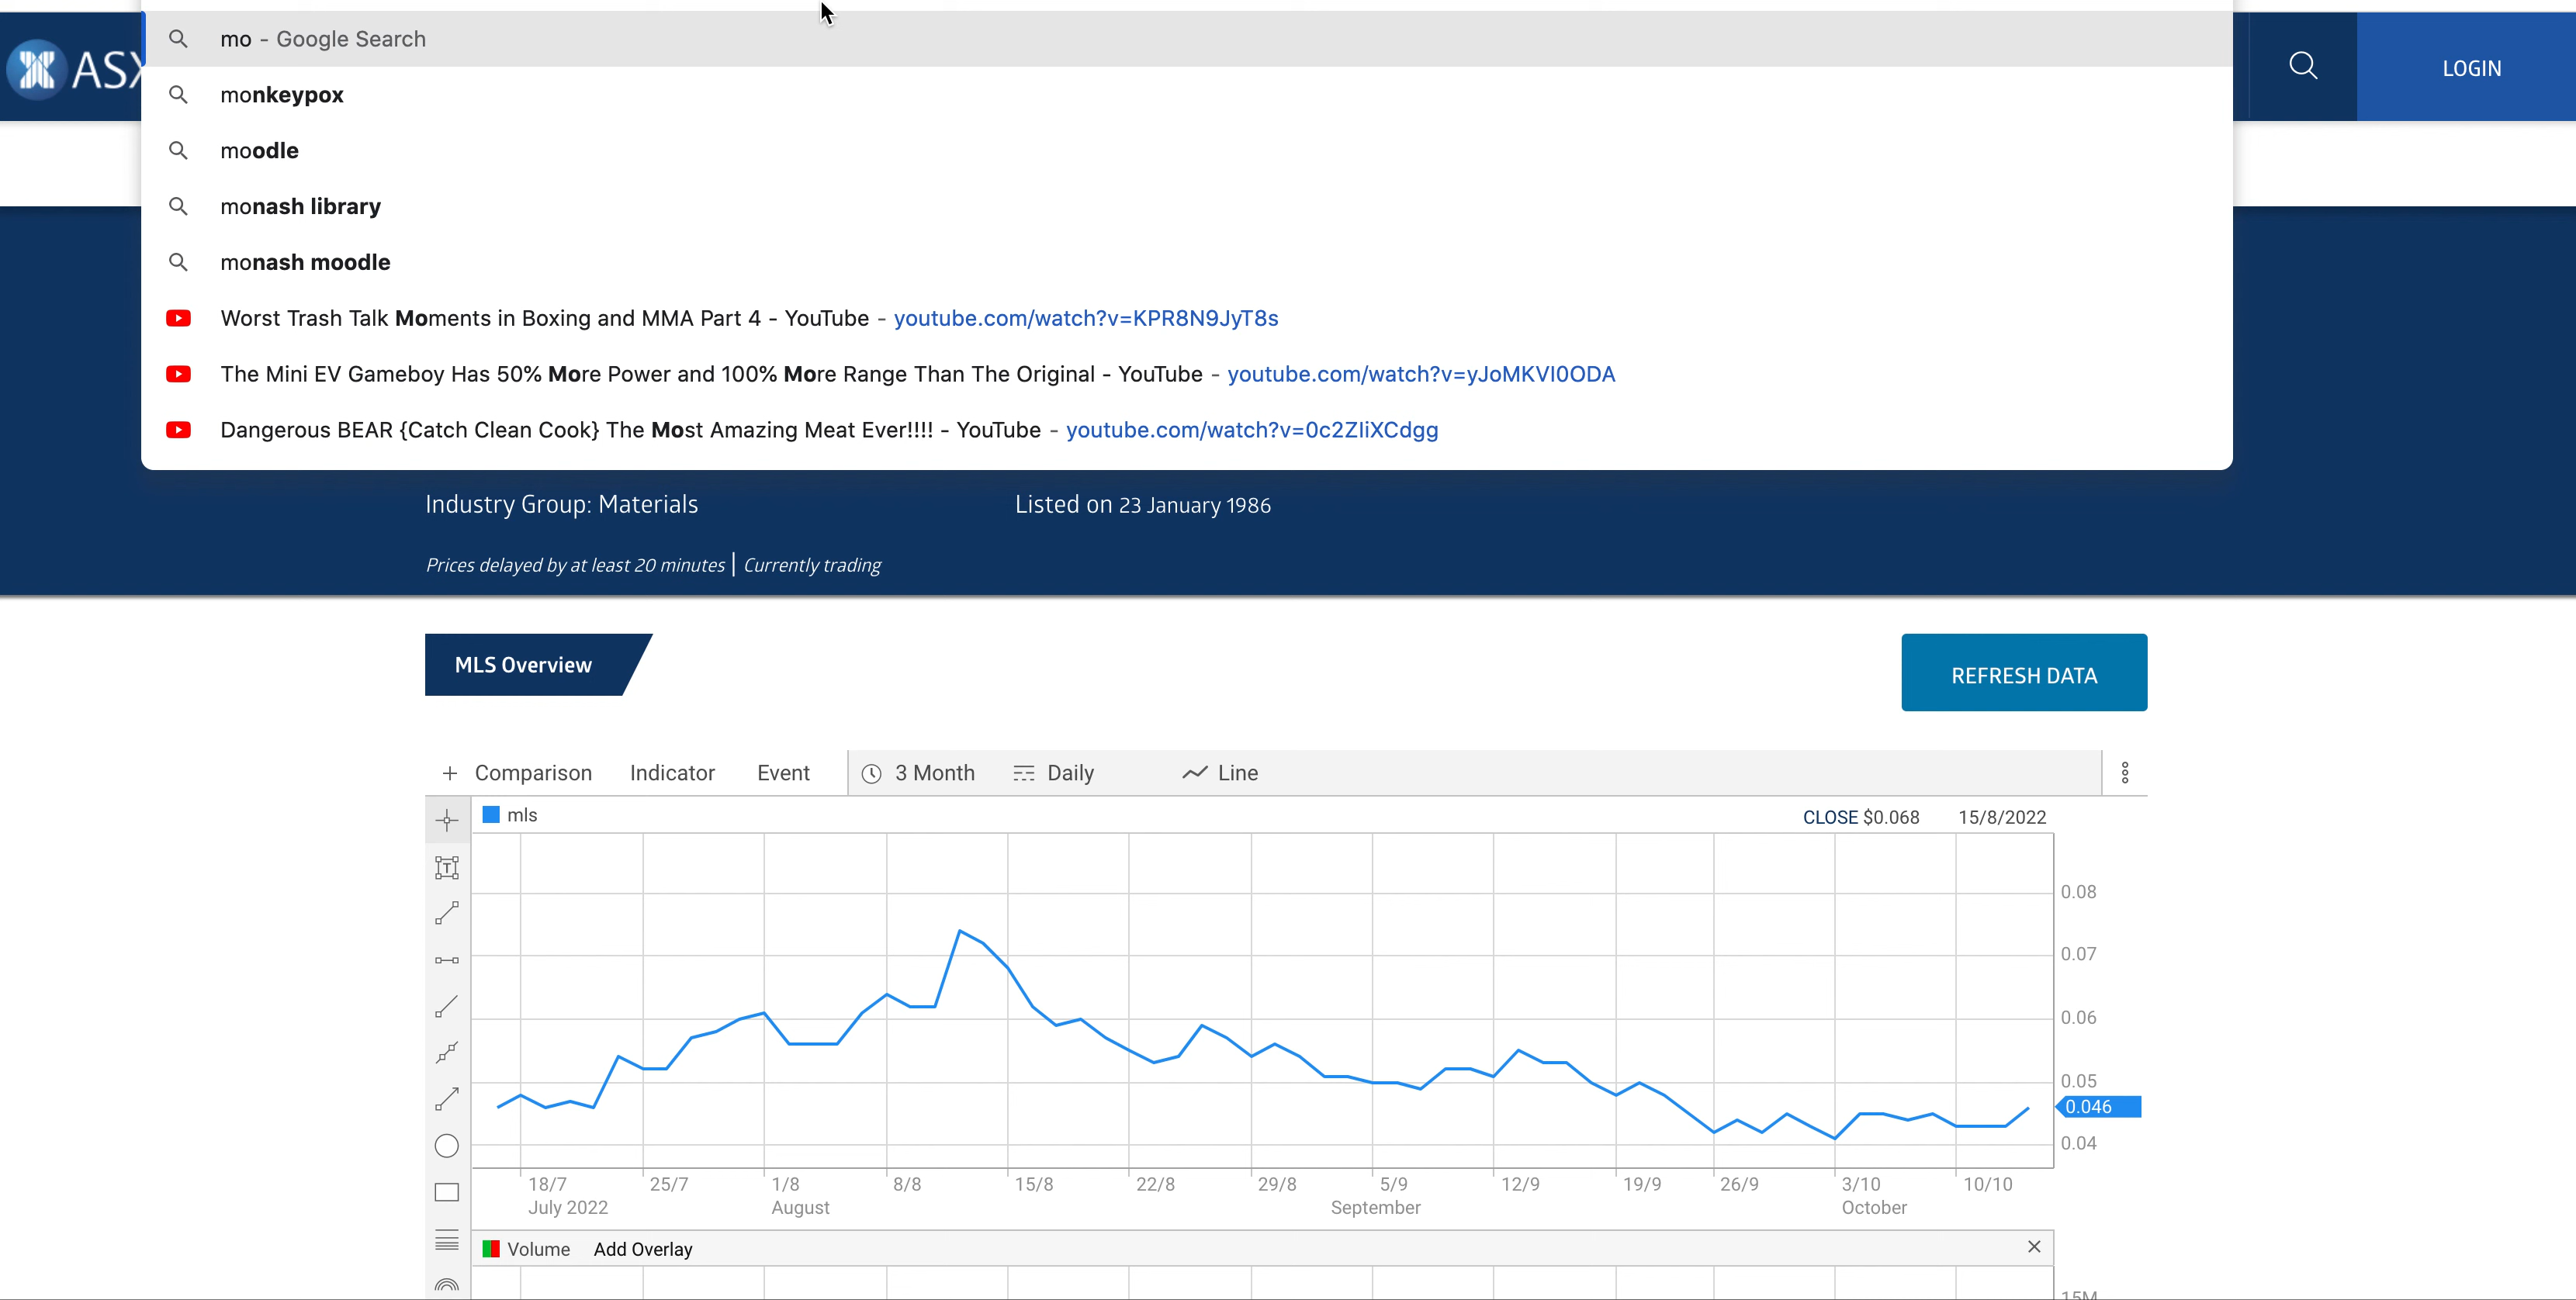 mo - Google Search
ASX
LOGIN
monkeypox
moodle
monash library
monash moodle
Worst Trash Talk Moments in Boxing and MMA Part 4 - YouTube - youtube.com/watch?v=KPR8N9JyT8s
The Mini EV Gameboy Has 50% More Power and 100% More Range Than The Original - YouTube - youtube.com/watch?v=yJoMKVI0ODA
Dangerous BEAR {Catch Clean Cook} The Most Amazing Meat Ever!!!! - YouTube - youtube.com/watch?v=0c2ZIiXCdgg
Industry Group: Materials
Listed on 23 January 1986
Prices delayed by at least 20 minutes | Currently trading
MLS Overview
REFRESH DATA
+ Comparison Indicator Event 3 Month Daily Line
mls
CLOSE $0.068 15/8/2022
0.08
0.07
0.06
0.05
0.046
0.04
18/7 25/7 1/8 8/8 15/8 22/8 29/8 5/9 12/9 19/9 26/9 3/10 10/10
July 2022 August September October
Volume Add Overlay
15M